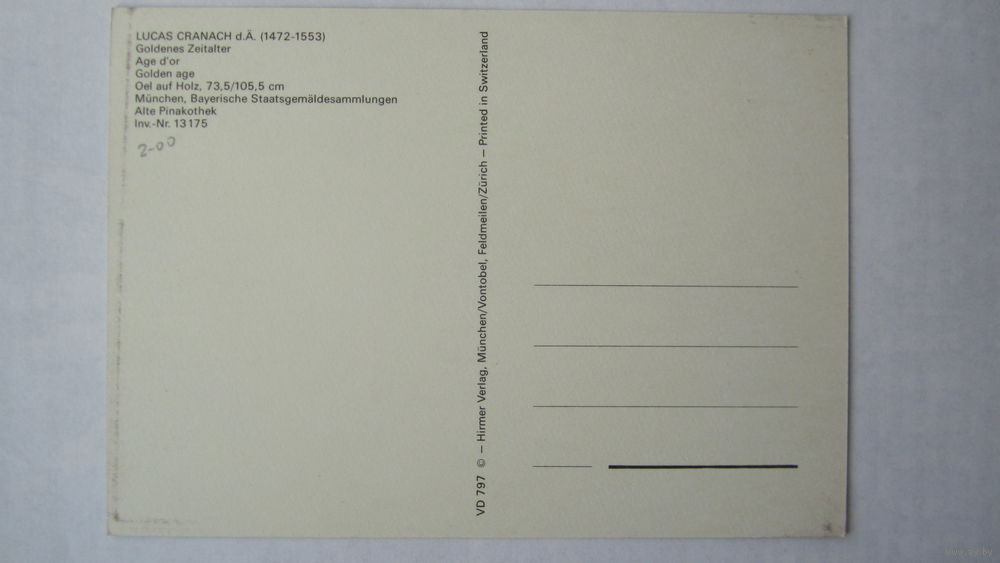 LUCAS CRANACH d.Ä. (1472-1553)
Goldenes Zeitalter
Age d'or
Golden age
Oel auf Holz, 73,5/105,5 cm
München, Bayerische Staatsgemäldesammlungen
Alte Pinakothek
Inv.-Nr. 13175
2-00
VD 797 © — Hirmer Verlag, München/Vontobel, Feldmeilen/Zürich — Printed in Switzerland